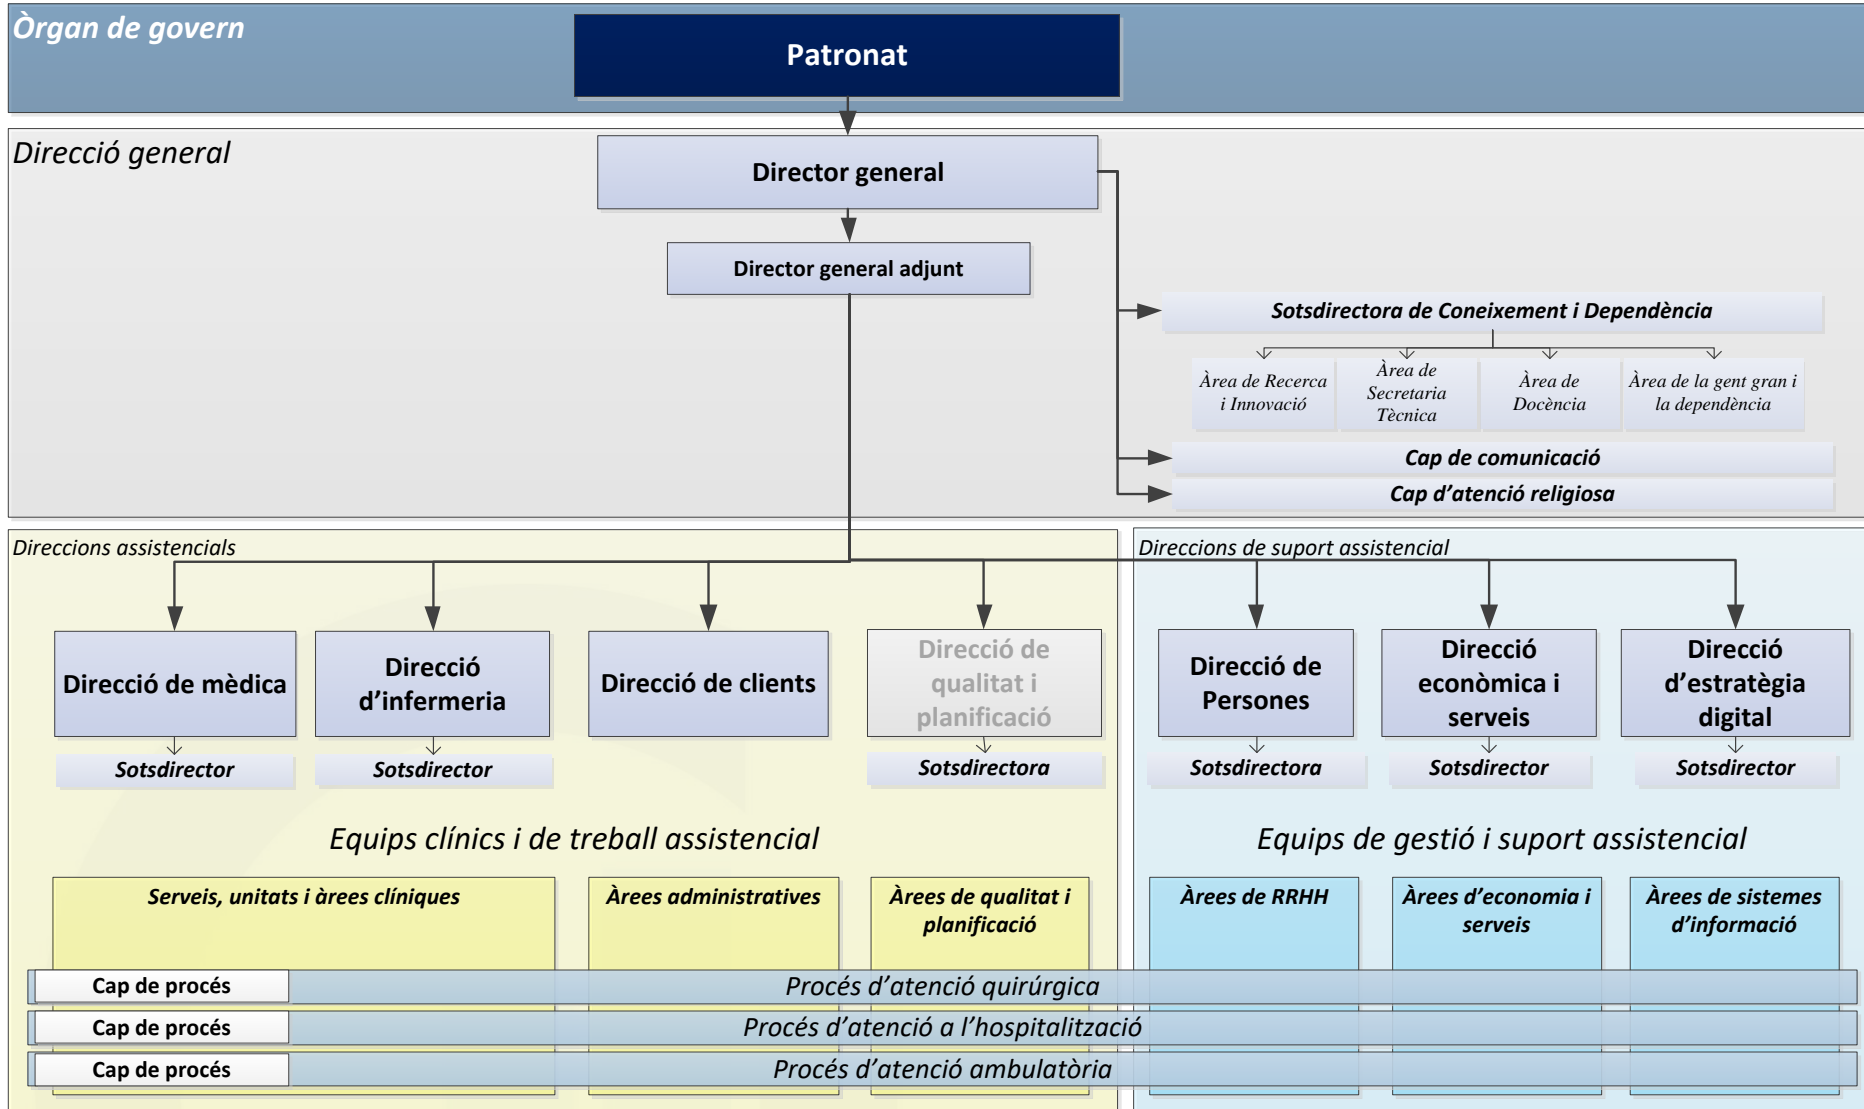 Òrgan de govern
Patronat
Direcció general
Director general
Director general adjunt
Sotsdirectora de Coneixement i Dependència
Àrea de Recerca
i Innovació
Àrea de
Secretaria
Tècnica
Àrea de
Docència
Àrea de la gent gran i
la dependència
Cap de comunicació
Cap d’atenció religiosa
Direccions assistencials
Direccions de suport assistencial
Direcció de mèdica
Direcció
d’infermeria
Direcció de clients
Direcció de
qualitat i
planificació
Direcció de
Persones
Direcció
econòmica i
serveis
Direcció
d’estratègia
digital
Sotsdirector
Sotsdirector
Sotsdirectora
Sotsdirectora
Sotsdirector
Sotsdirector
Equips clínics i de treball assistencial
Equips de gestió i suport assistencial
Serveis, unitats i àrees clíniques
Àrees administratives
Àrees de qualitat i
planificació
Àrees de RRHH
Àrees d’economia i
serveis
Àrees de sistemes
d’informació
Cap de procés
Procés d’atenció quirúrgica
Cap de procés
Procés d’atenció a l’hospitalització
Cap de procés
Procés d’atenció ambulatòria